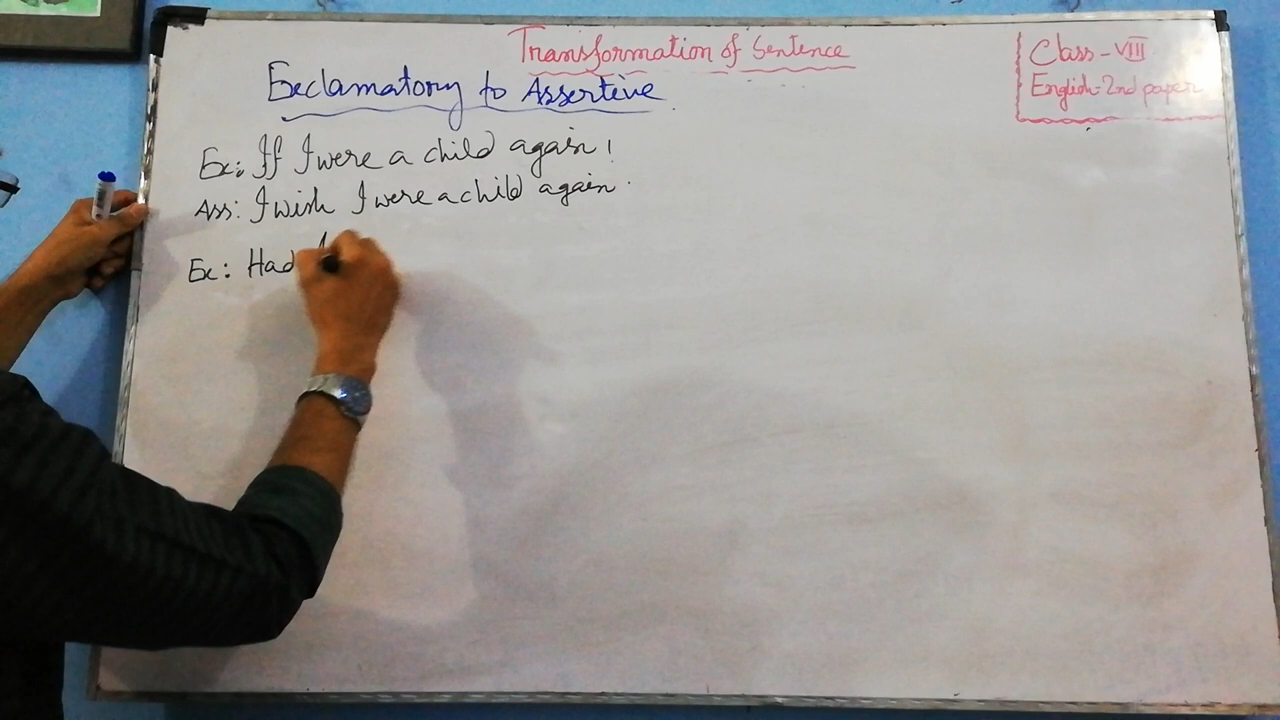 Transformation of Sentence
Class - VIII
English-2nd paper
Exclamatory to Assertive
Ex: If I were a child again!
Ass: I wish I were a child again.
Ex: Had